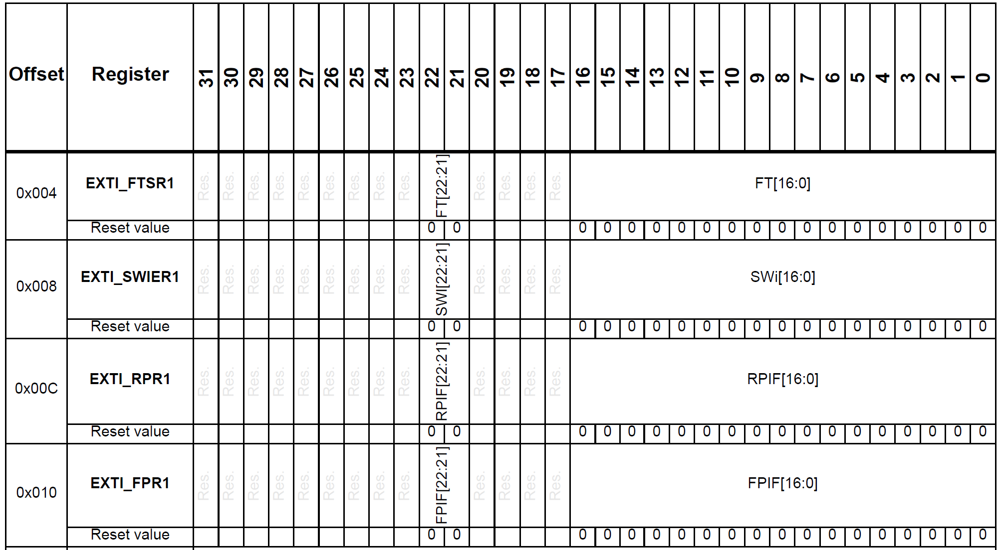 Offset Register 31 30 29 28 27 26 25 24 23 22 21 20 19 18 17 16 15 14 13 12 11 10 9 8 7 6 5 4 3 2 1 0
0x004 EXTI_FTSR1 Res. Res. Res. Res. Res. Res. Res. Res. Res. FT[22:21] Res. Res. Res. Res. FT[16:0]
Reset value 0 0 0 0 0 0 0 0 0 0 0 0 0 0 0 0 0 0 0
0x008 EXTI_SWIER1 Res. Res. Res. Res. Res. Res. Res. Res. Res. SWI[22:21] Res. Res. Res. Res. SWi[16:0]
Reset value 0 0 0 0 0 0 0 0 0 0 0 0 0 0 0 0 0 0 0
0x00C EXTI_RPR1 Res. Res. Res. Res. Res. Res. Res. Res. Res. RPIF[22:21] Res. Res. Res. Res. RPIF[16:0]
Reset value 0 0 0 0 0 0 0 0 0 0 0 0 0 0 0 0 0 0 0
0x010 EXTI_FPR1 Res. Res. Res. Res. Res. Res. Res. Res. Res. FPIF[22:21] Res. Res. Res. Res. FPIF[16:0]
Reset value 0 0 0 0 0 0 0 0 0 0 0 0 0 0 0 0 0 0 0